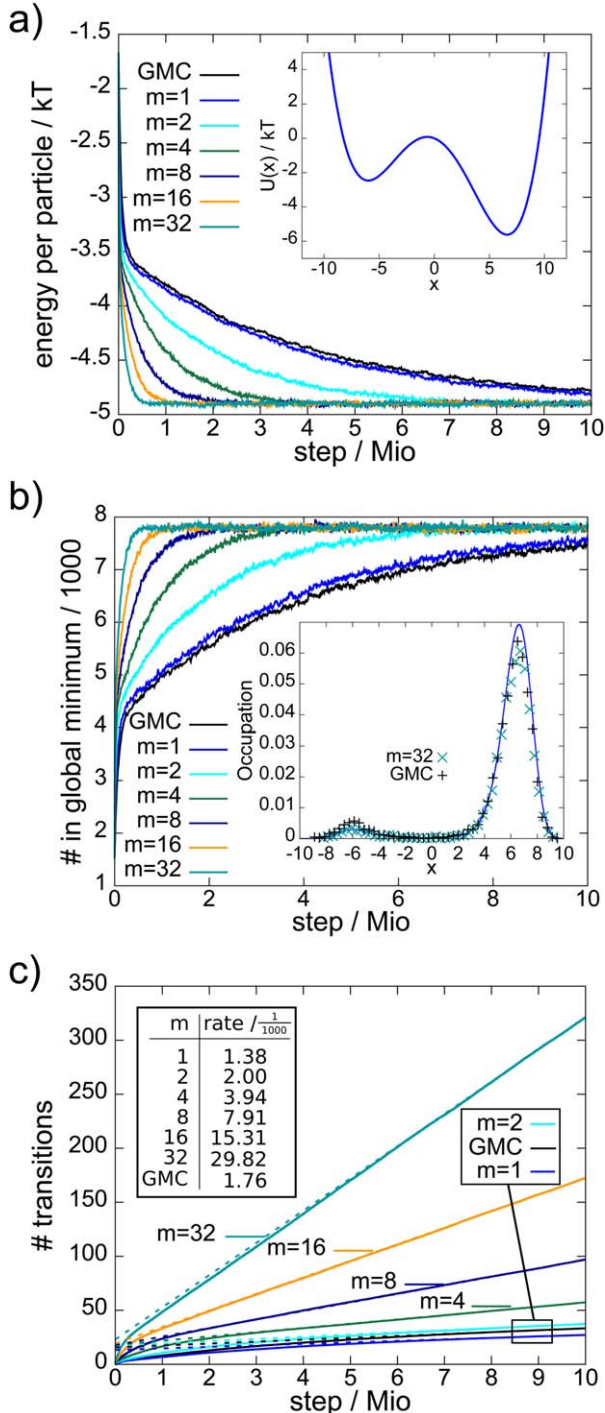 a)
-1.5
-2
-2.5
-3
-3.5
-4
-4.5
-5
energy per particle / kT
GMC
m=1
m=2
m=4
m=8
m=16
m=32
4
2
0
-2
-4
-6
U(x) / kT
-10 -5 0 5 10
x
0 1 2 3 4 5 6 7 8 9 10
step / Mio
b)
8
7
6
5
4
3
2
1
# in global minimum / 1000
GMC
m=1
m=2
m=4
m=8
m=16
m=32
0.06
0.05
0.04
0.03
0.02
0.01
0
Occupation
m=32 ×
GMC +
-10 -8 -6 -4 -2 0 2 4 6 8 10
x
0 2 4 6 8 10
step / Mio
c)
350
300
250
200
150
100
50
0
# transitions
m rate / 1/1000
1 1.38
2 2.00
4 3.94
8 7.91
16 15.31
32 29.82
GMC 1.76
m=2
GMC
m=1
m=32
m=16
m=8
m=4
0 1 2 3 4 5 6 7 8 9 10
step / Mio